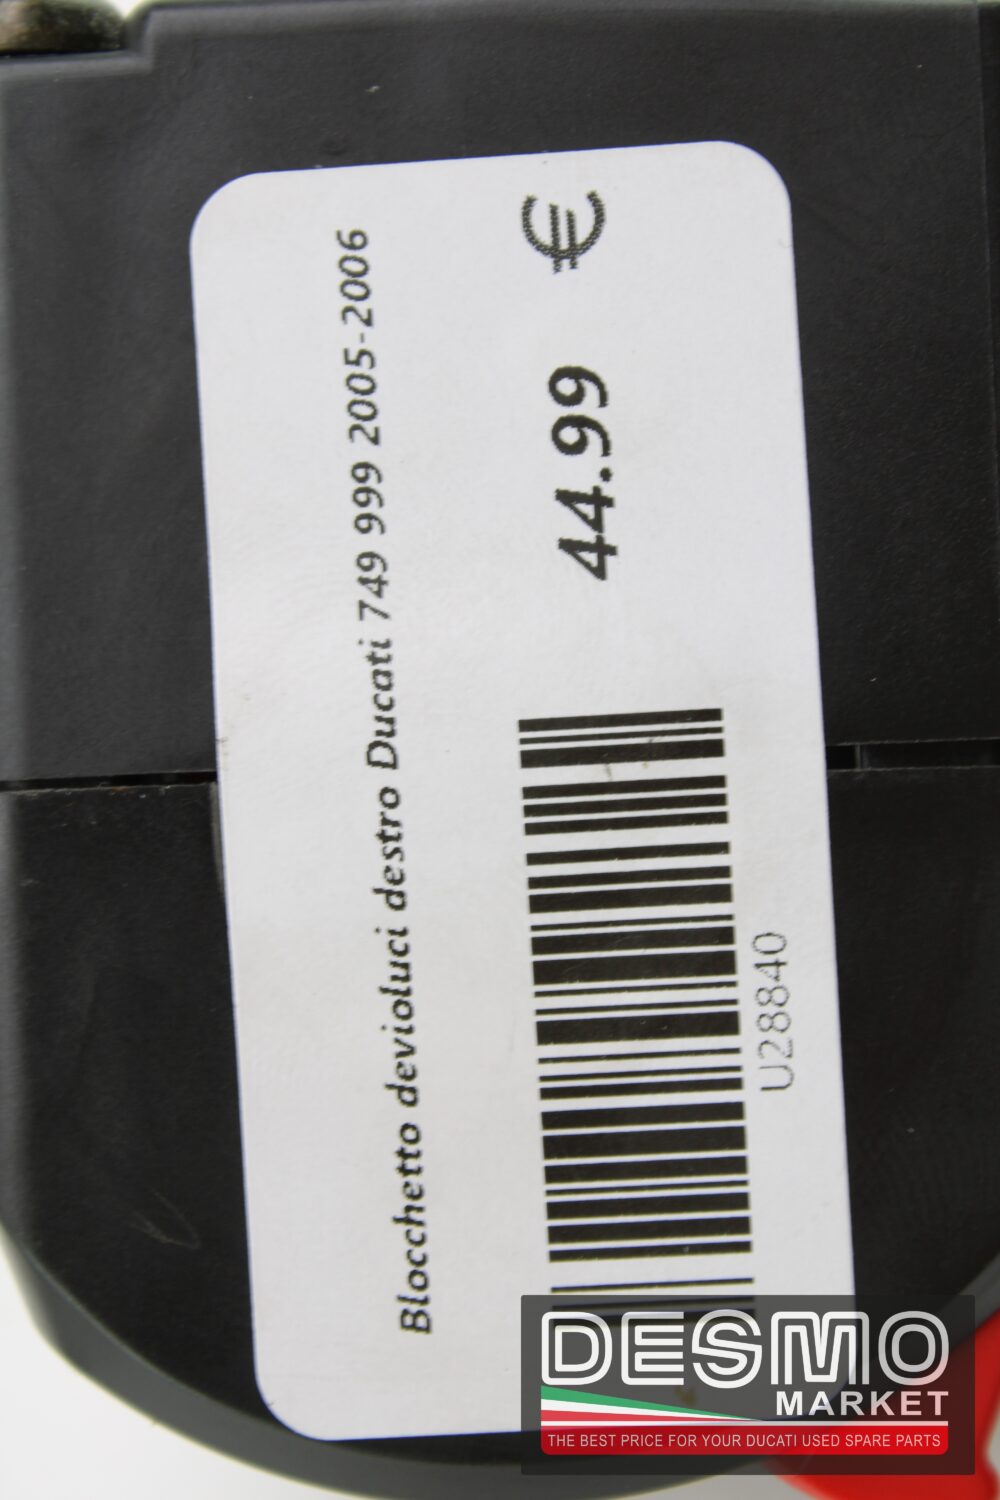 Blocchetto devioluci destro Ducati 749 999 2005-2006
44.99 €
U28840
DESMO
MARKET
THE BEST PRICE FOR YOUR DUCATI USED SPARE PARTS